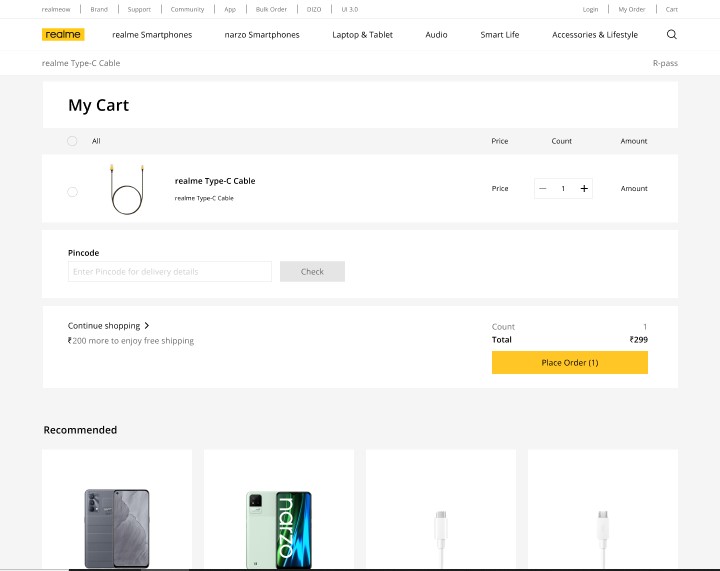 realmeow Brand Support Community App Bulk Order DIZO UI 3.0 Login My Order Cart
realme realme Smartphones narzo Smartphones Laptop & Tablet Audio Smart Life Accessories & Lifestyle
realme Type-C Cable R-pass
My Cart
All Price Count Amount
realme Type-C Cable
Price 1 Amount
realme Type-C Cable
Pincode
Enter Pincode for delivery details Check
Continue shopping
Count 1
₹200 more to enjoy free shipping
Total ₹299
Place Order (1)
Recommended
narzo